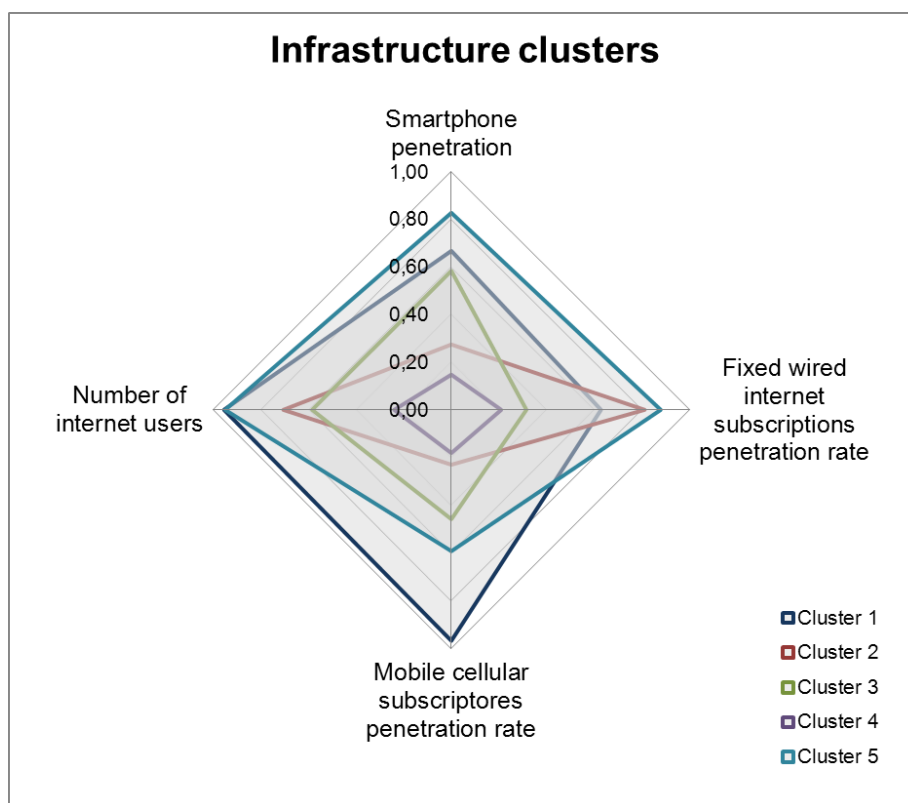 Infrastructure clusters
Smartphone
penetration
1,00
0,80
0,60
0,40
0,20
0,00
Number of
internet users
Fixed wired
internet
subscriptions
penetration rate
Mobile cellular
subscriptores
penetration rate
Cluster 1
Cluster 2
Cluster 3
Cluster 4
Cluster 5